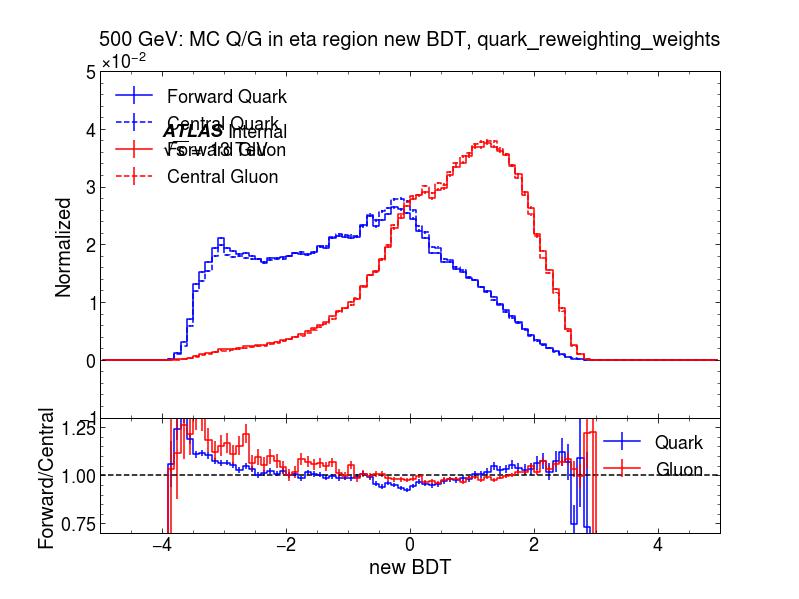 500 GeV: MC Q/G in eta region new BDT, quark_reweighting_weights
×10⁻²
5
Forward Quark
Central Quark
4
ATLAS Internal
√s = 13 TeV
Forward Gluon
Central Gluon
3
Normalized
2
1
0
−1
Forward/Central
1.25
Quark
1.00
Gluon
0.75
−4 −2 0 2 4
new BDT